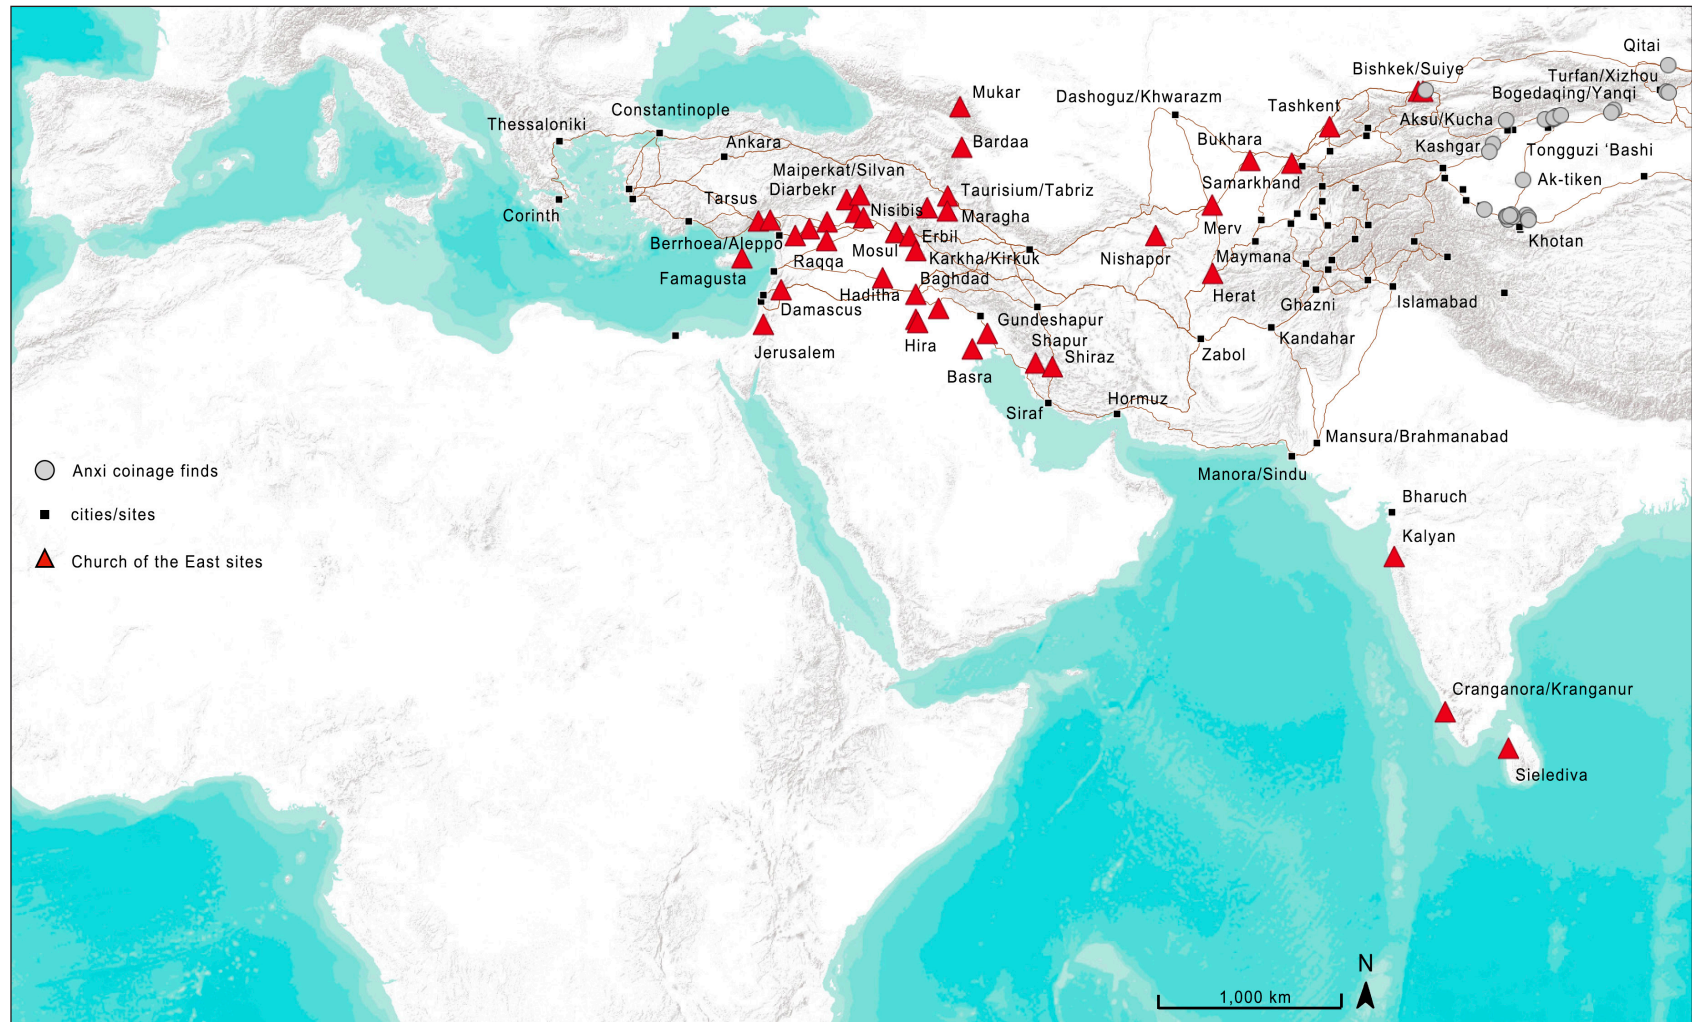 Qitai
Bishkek/Suiye
Turfan/Xizhou
Mukar
Dashoguz/Khwarazm
Bogedaqing/Yanqi
Tashkent
Constantinople
Thessaloniki
Aksu/Kucha
Bardaa
Ankara
Bukhara
Kashgar
Tongguzi ‘Bashi
Maiperkat/Silvan
Diarbekr
Taurisium/Tabriz
Samarkhand
Ak-tiken
Tarsus
Nisibis
Corinth
Maragha
Merv
Berrhoea/Aleppo
Erbil
Khotan
Mosul
Raqqa
Karkha/Kirkuk
Nishapor
Maymana
Famagusta
Baghdad
Haditha
Herat
Ghazni
Islamabad
Damascus
Gundeshapur
Hira
Shapur
Kandahar
Jerusalem
Shiraz
Zabol
Basra
Hormuz
Siraf
Mansura/Brahmanabad
Manora/Sindu
Anxi coinage finds
Bharuch
cities/sites
Kalyan
Church of the East sites
Cranganora/Kranganur
Sielediva
N
1,000 km